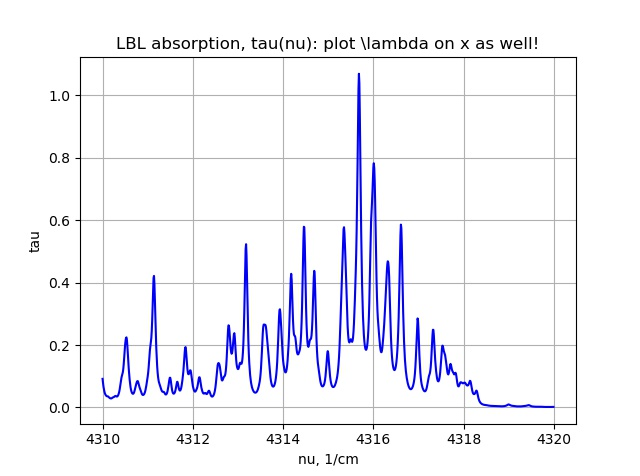 LBL absorption, tau(nu): plot \lambda on x as well!
1.0
0.8
0.6
0.4
0.2
0.0
tau
4310 4312 4314 4316 4318 4320
nu, 1/cm